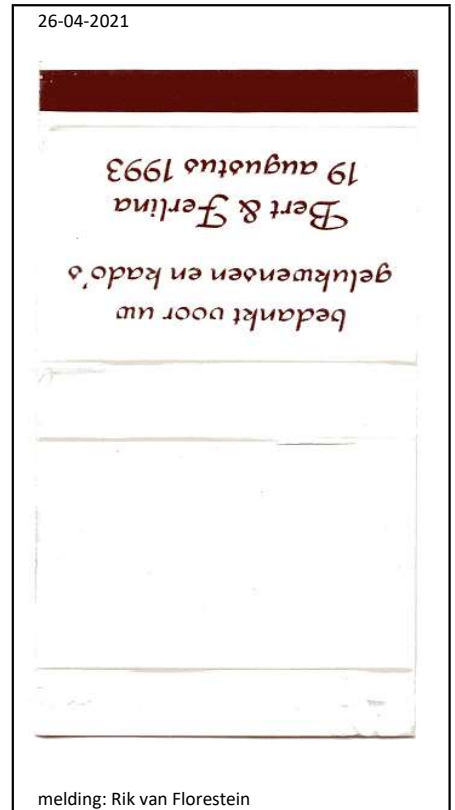 26-04-2021
bedankt voor uw
gelukwensen en kado's
Bert & Ferlina
19 augustus 1993
melding: Rik van Florestein